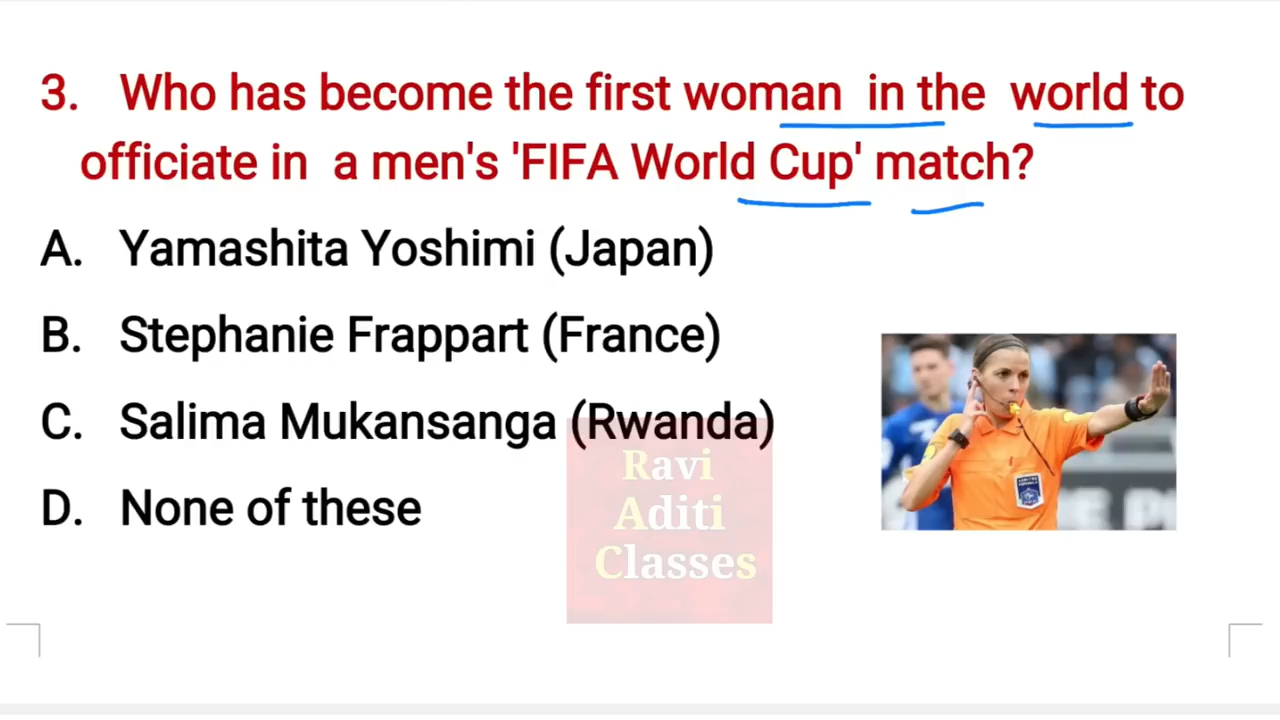 3. Who has become the first woman in the world to
officiate in a men's 'FIFA World Cup' match?
A. Yamashita Yoshimi (Japan)
B. Stephanie Frappart (France)
C. Salima Mukansanga (Rwanda)
D. None of these
Ravi
Aditi
Classes